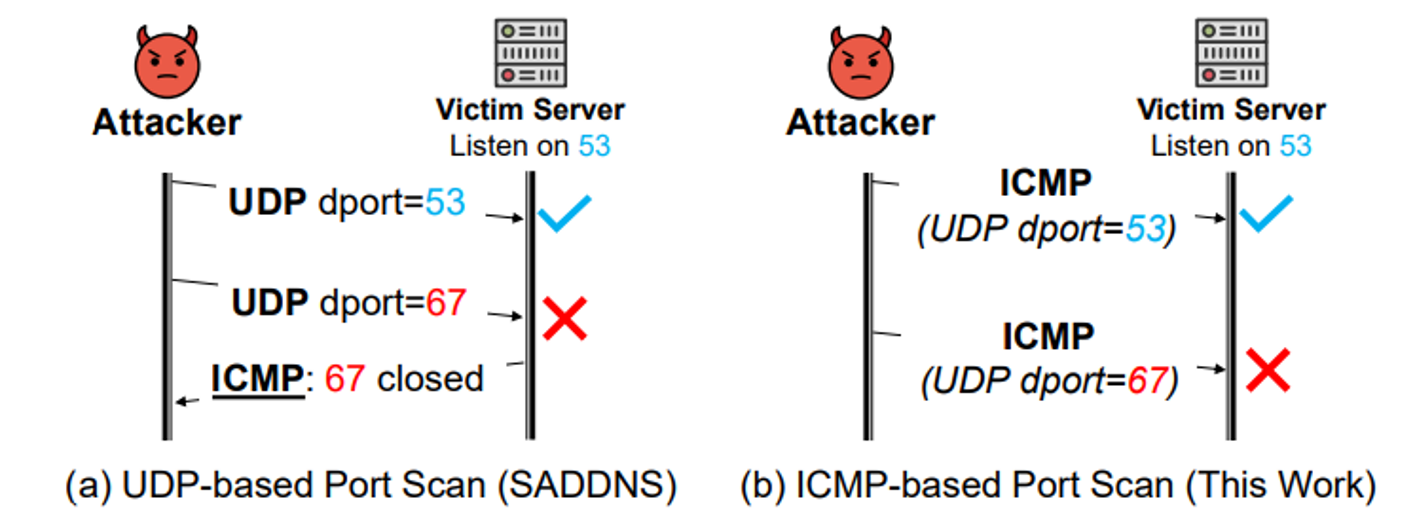 Attacker
Victim Server
Listen on 53
UDP dport=53
UDP dport=67
ICMP: 67 closed
(a) UDP-based Port Scan (SADDNS)
Attacker
Victim Server
Listen on 53
ICMP
(UDP dport=53)
ICMP
(UDP dport=67)
(b) ICMP-based Port Scan (This Work)